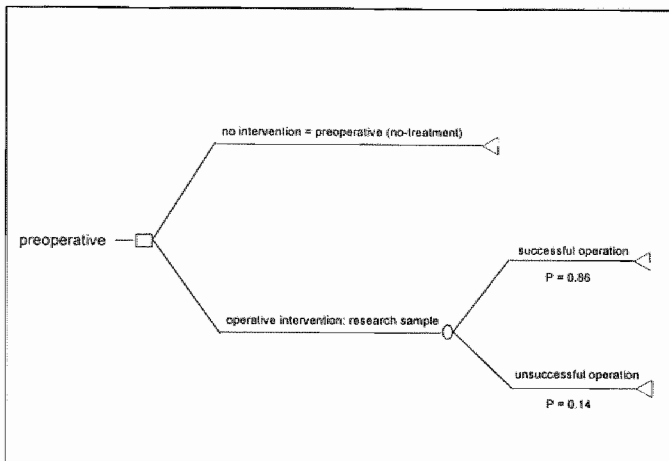 no intervention = preoperative (no-treatment)
preoperative
successful operation
P = 0.86
operative intervention: research sample
unsuccessful operation
P = 0.14